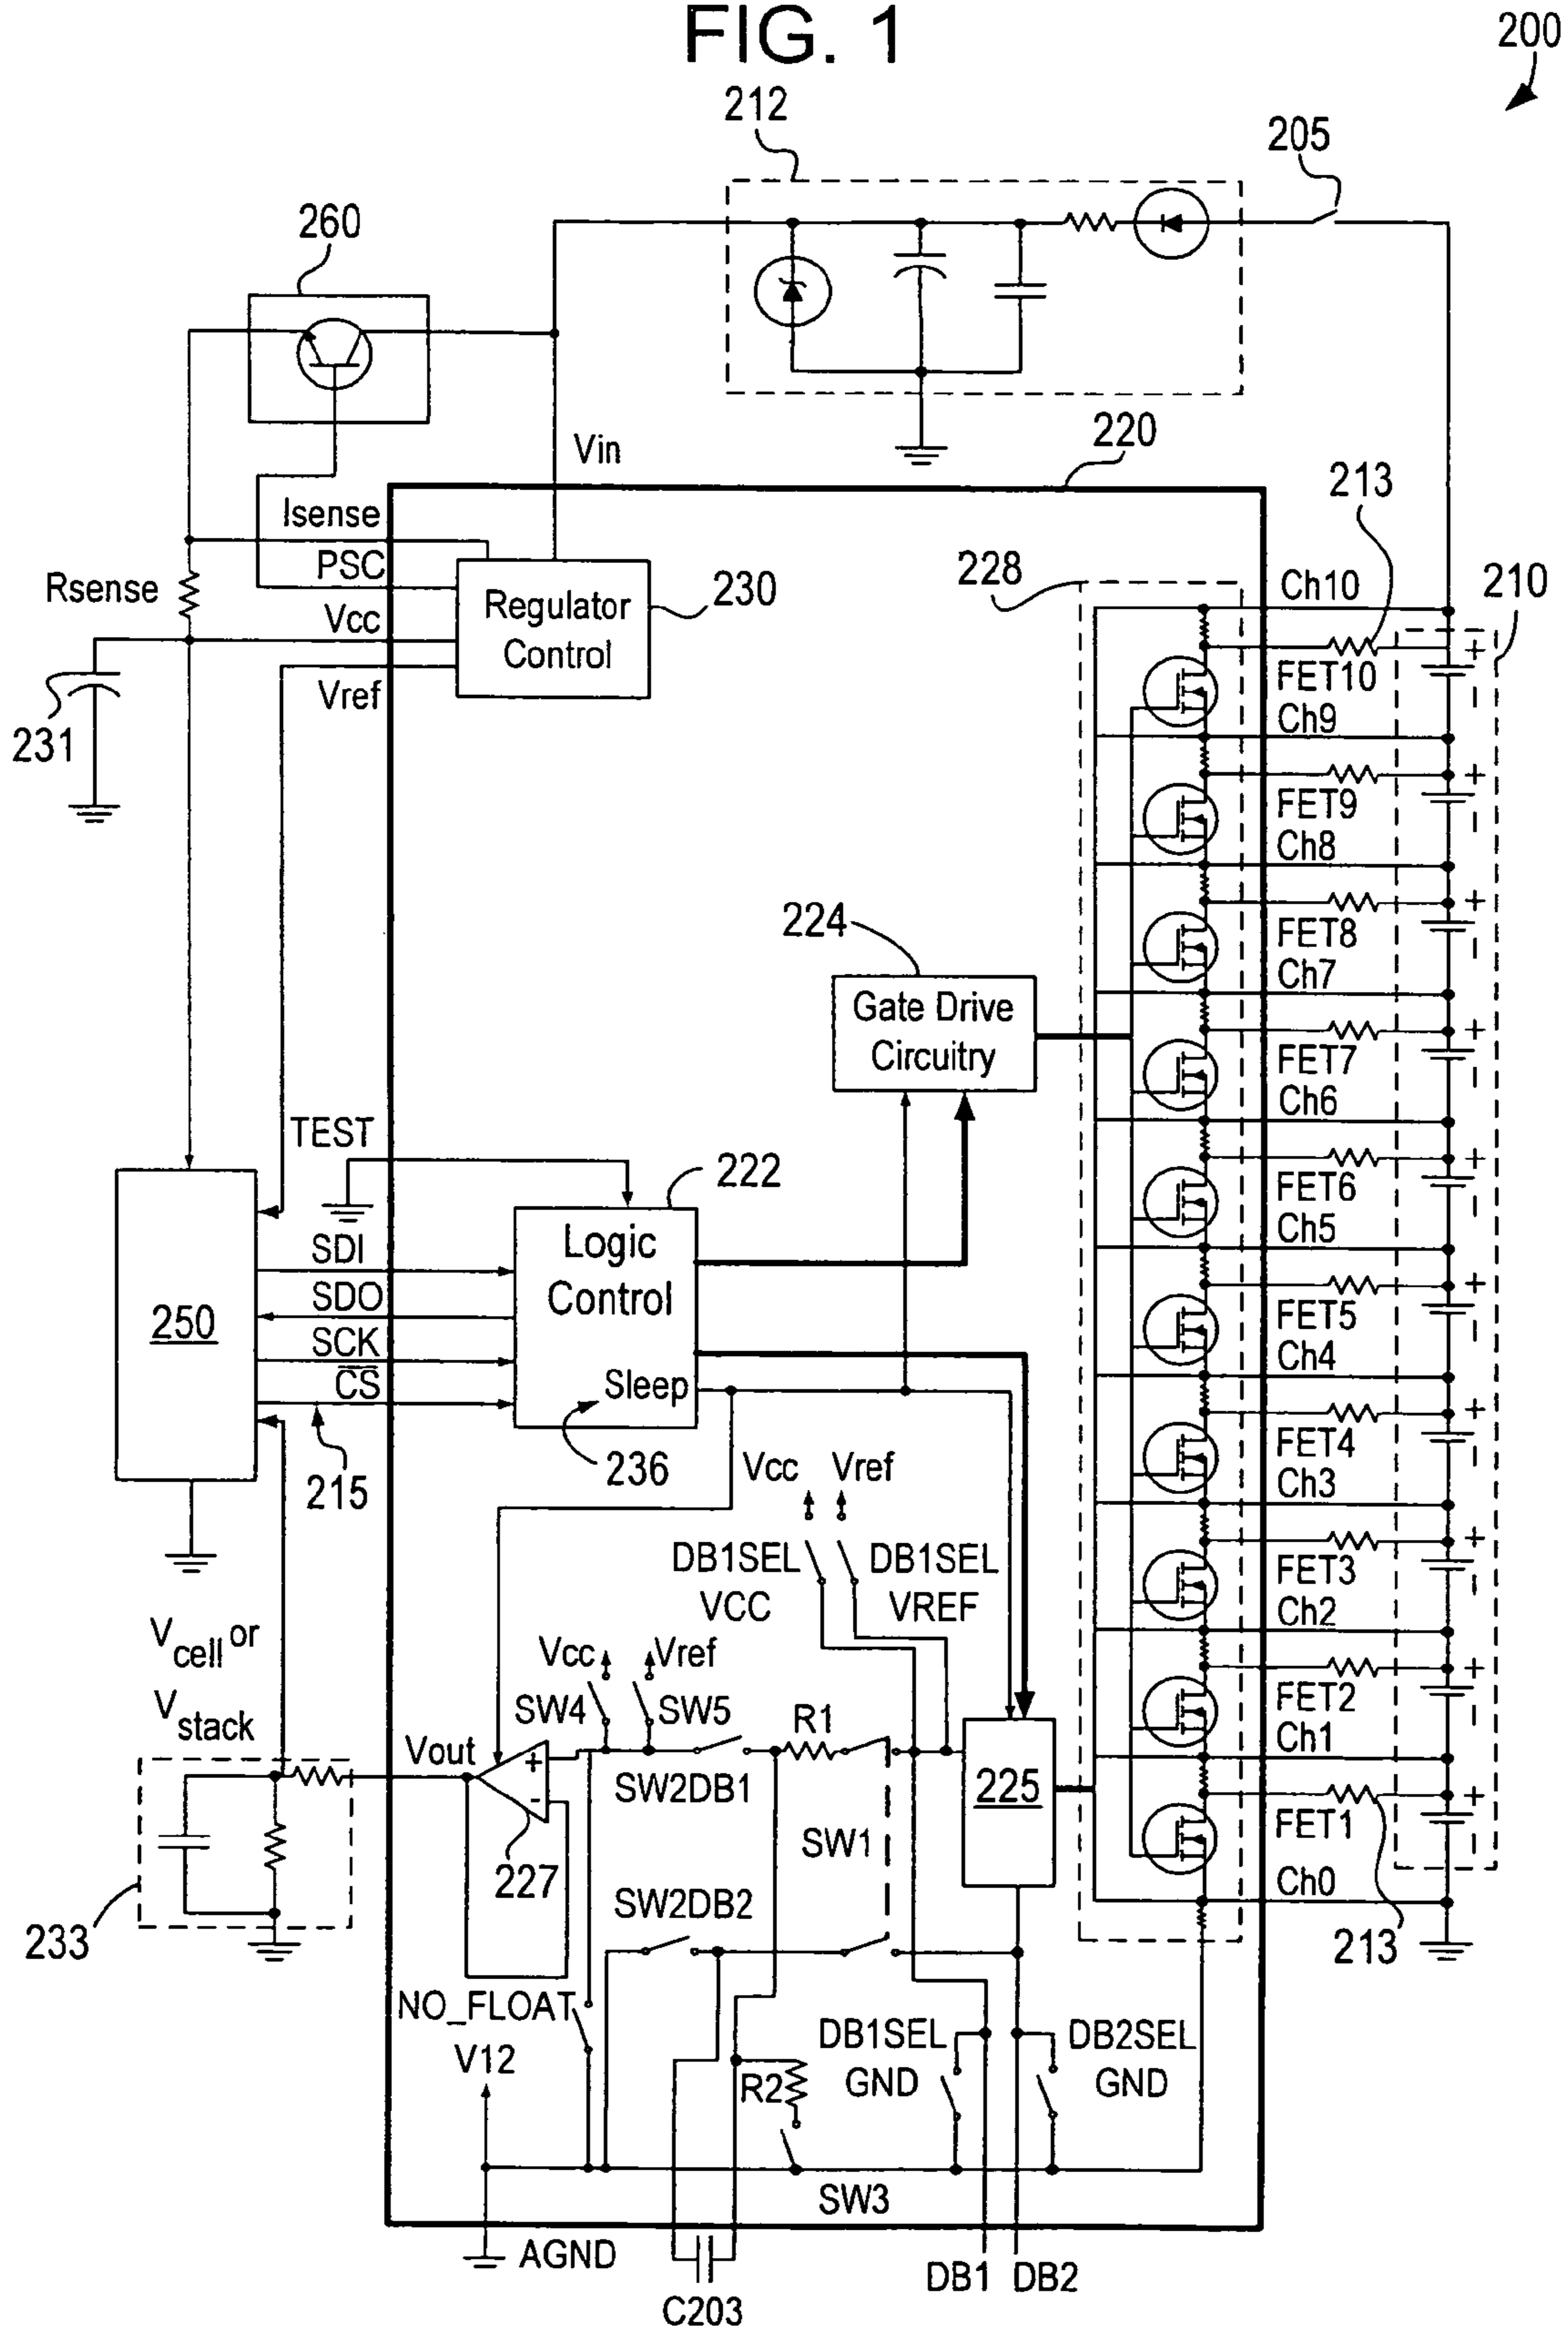 FIG. 1
200
212
205
260
Vin
220
213
Isense
PSC
228
Ch10
210
Rsense
Regulator
Control
230
Vcc
+
FET10
-
Vref
Ch9
231
+
FET9
-
Ch8
224
+
FET8
-
Ch7
Gate Drive
Circuitry
+
FET7
-
Ch6
TEST
222
+
FET6
-
Ch5
SDI
Logic
Control
250
SDO
+
FET5
-
SCK
Ch4
CS
Sleep
+
FET4
-
215
236
Vcc
Vref
Ch3
DB1SEL
VCC
DB1SEL
VREF
+
FET3
-
Ch2
Vcell or
Vstack
Vcc
Vref
SW4
SW5
R1
+
FET2
-
Ch1
Vout
+
-
SW2DB1
225
+
FET1
-
SW1
227
Ch0
SW2DB2
233
213
NO_FLOAT
V12
DB1SEL
GND
DB2SEL
GND
R2
SW3
AGND
DB1
DB2
C203